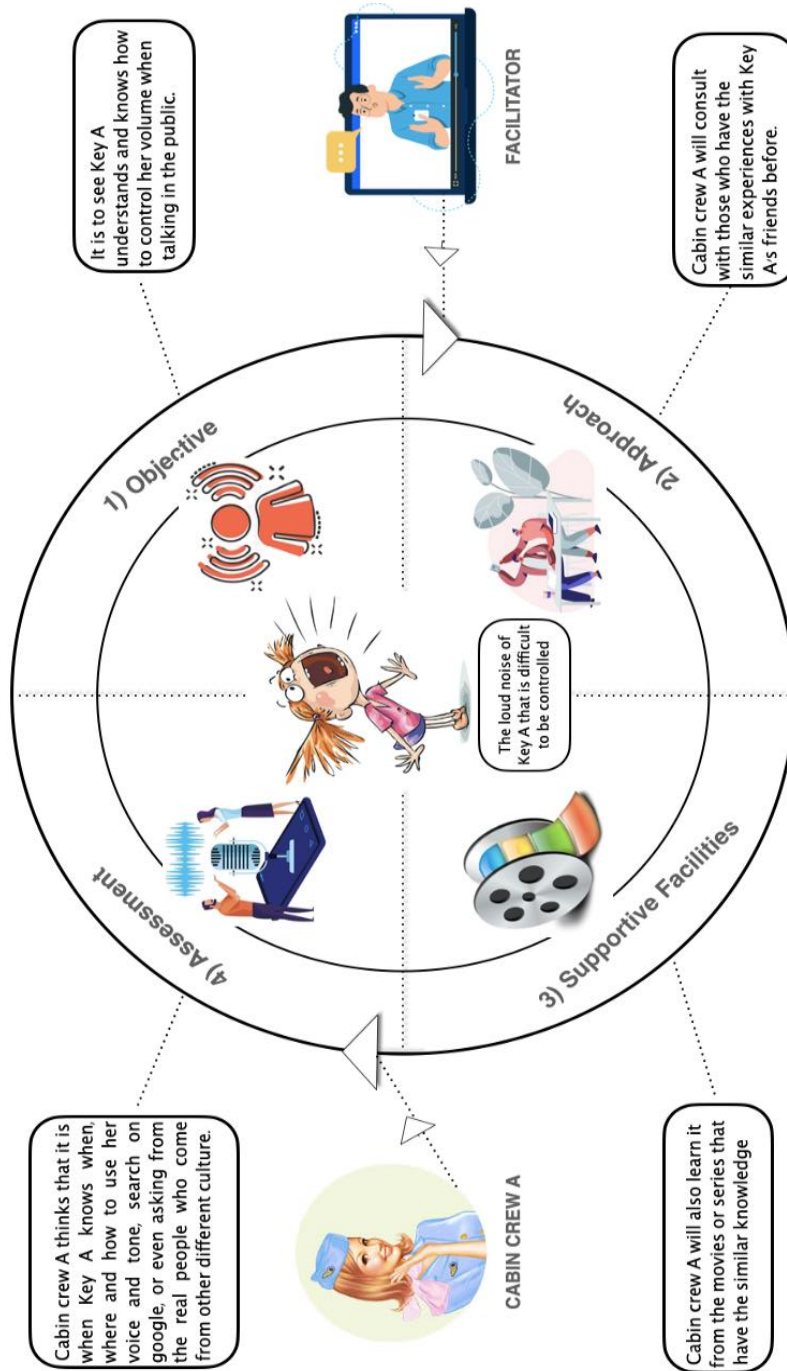 1) Objective
It is to see Key A
understands and knows how
to control her volume when
talking in the public.
FACILITATOR
2) Approach
Cabin crew A will consult
with those who have the
similar experiences with Key
A's friends before.
The loud noise of
Key A that is difficult
to be controlled
3) Supportive Facilities
Cabin crew A will also learn it
from the movies or series that
have the similar knowledge
4) Assessment
Cabin crew A thinks that it is
when Key A knows when,
where and how to use her
voice and tone, search on
google, or even asking from
the real people who come
from other different culture.
CABIN CREW A